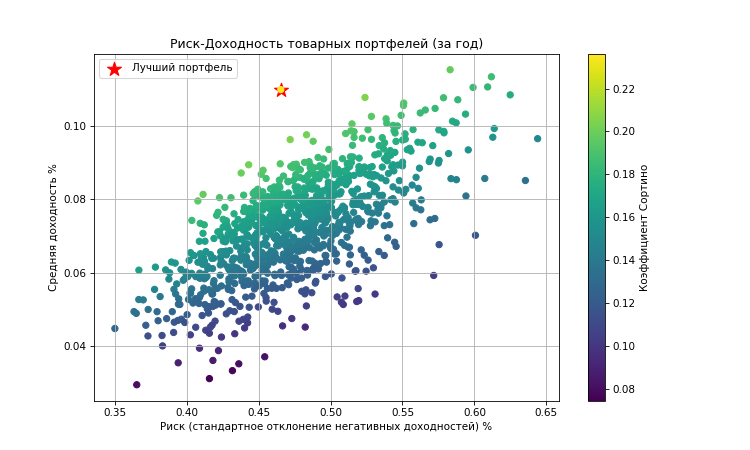 Риск-Доходность товарных портфелей (за год)
Лучший портфель
Средняя доходность %
0.10
0.08
0.06
0.04
0.35 0.40 0.45 0.50 0.55 0.60 0.65
Риск (стандартное отклонение негативных доходностей) %
0.22
0.20
0.18
0.16
0.14
0.12
0.10
0.08
Коэффициент Сортино